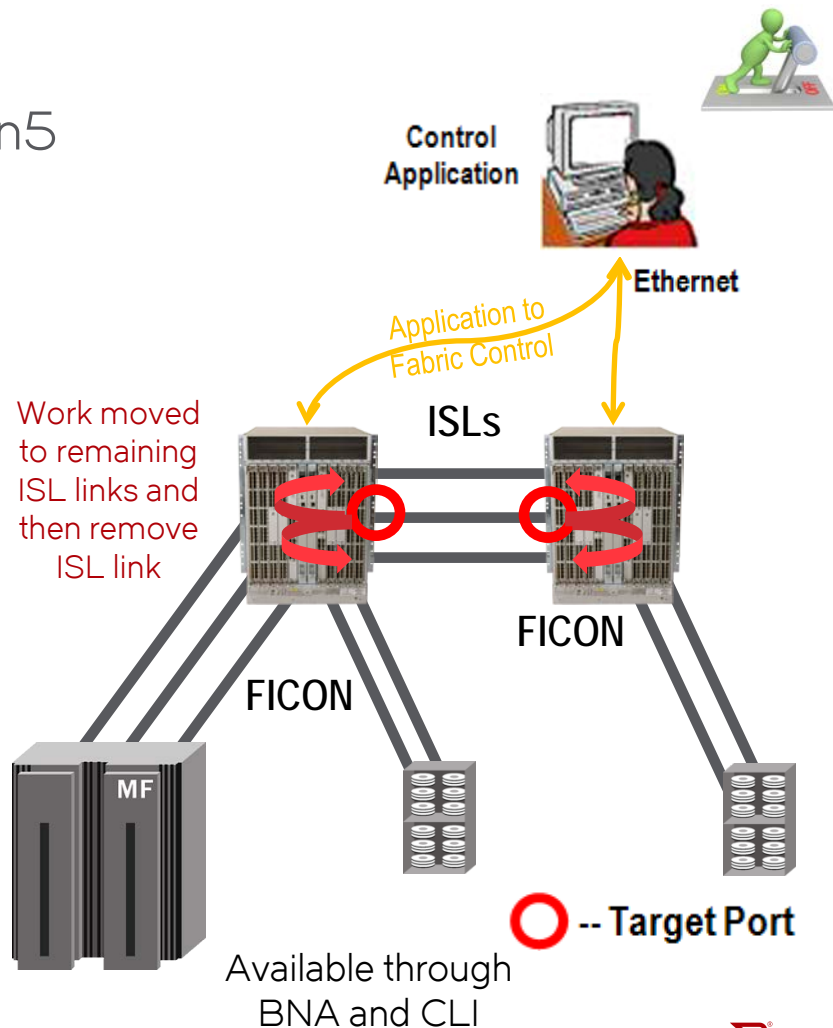 n5
Control
Application
Ethernet
Application to
Fabric Control
ISLs
Work moved
to remaining
ISL links and
then remove
ISL link
FICON
FICON
MF
-- Target Port
Available through
BNA and CLI